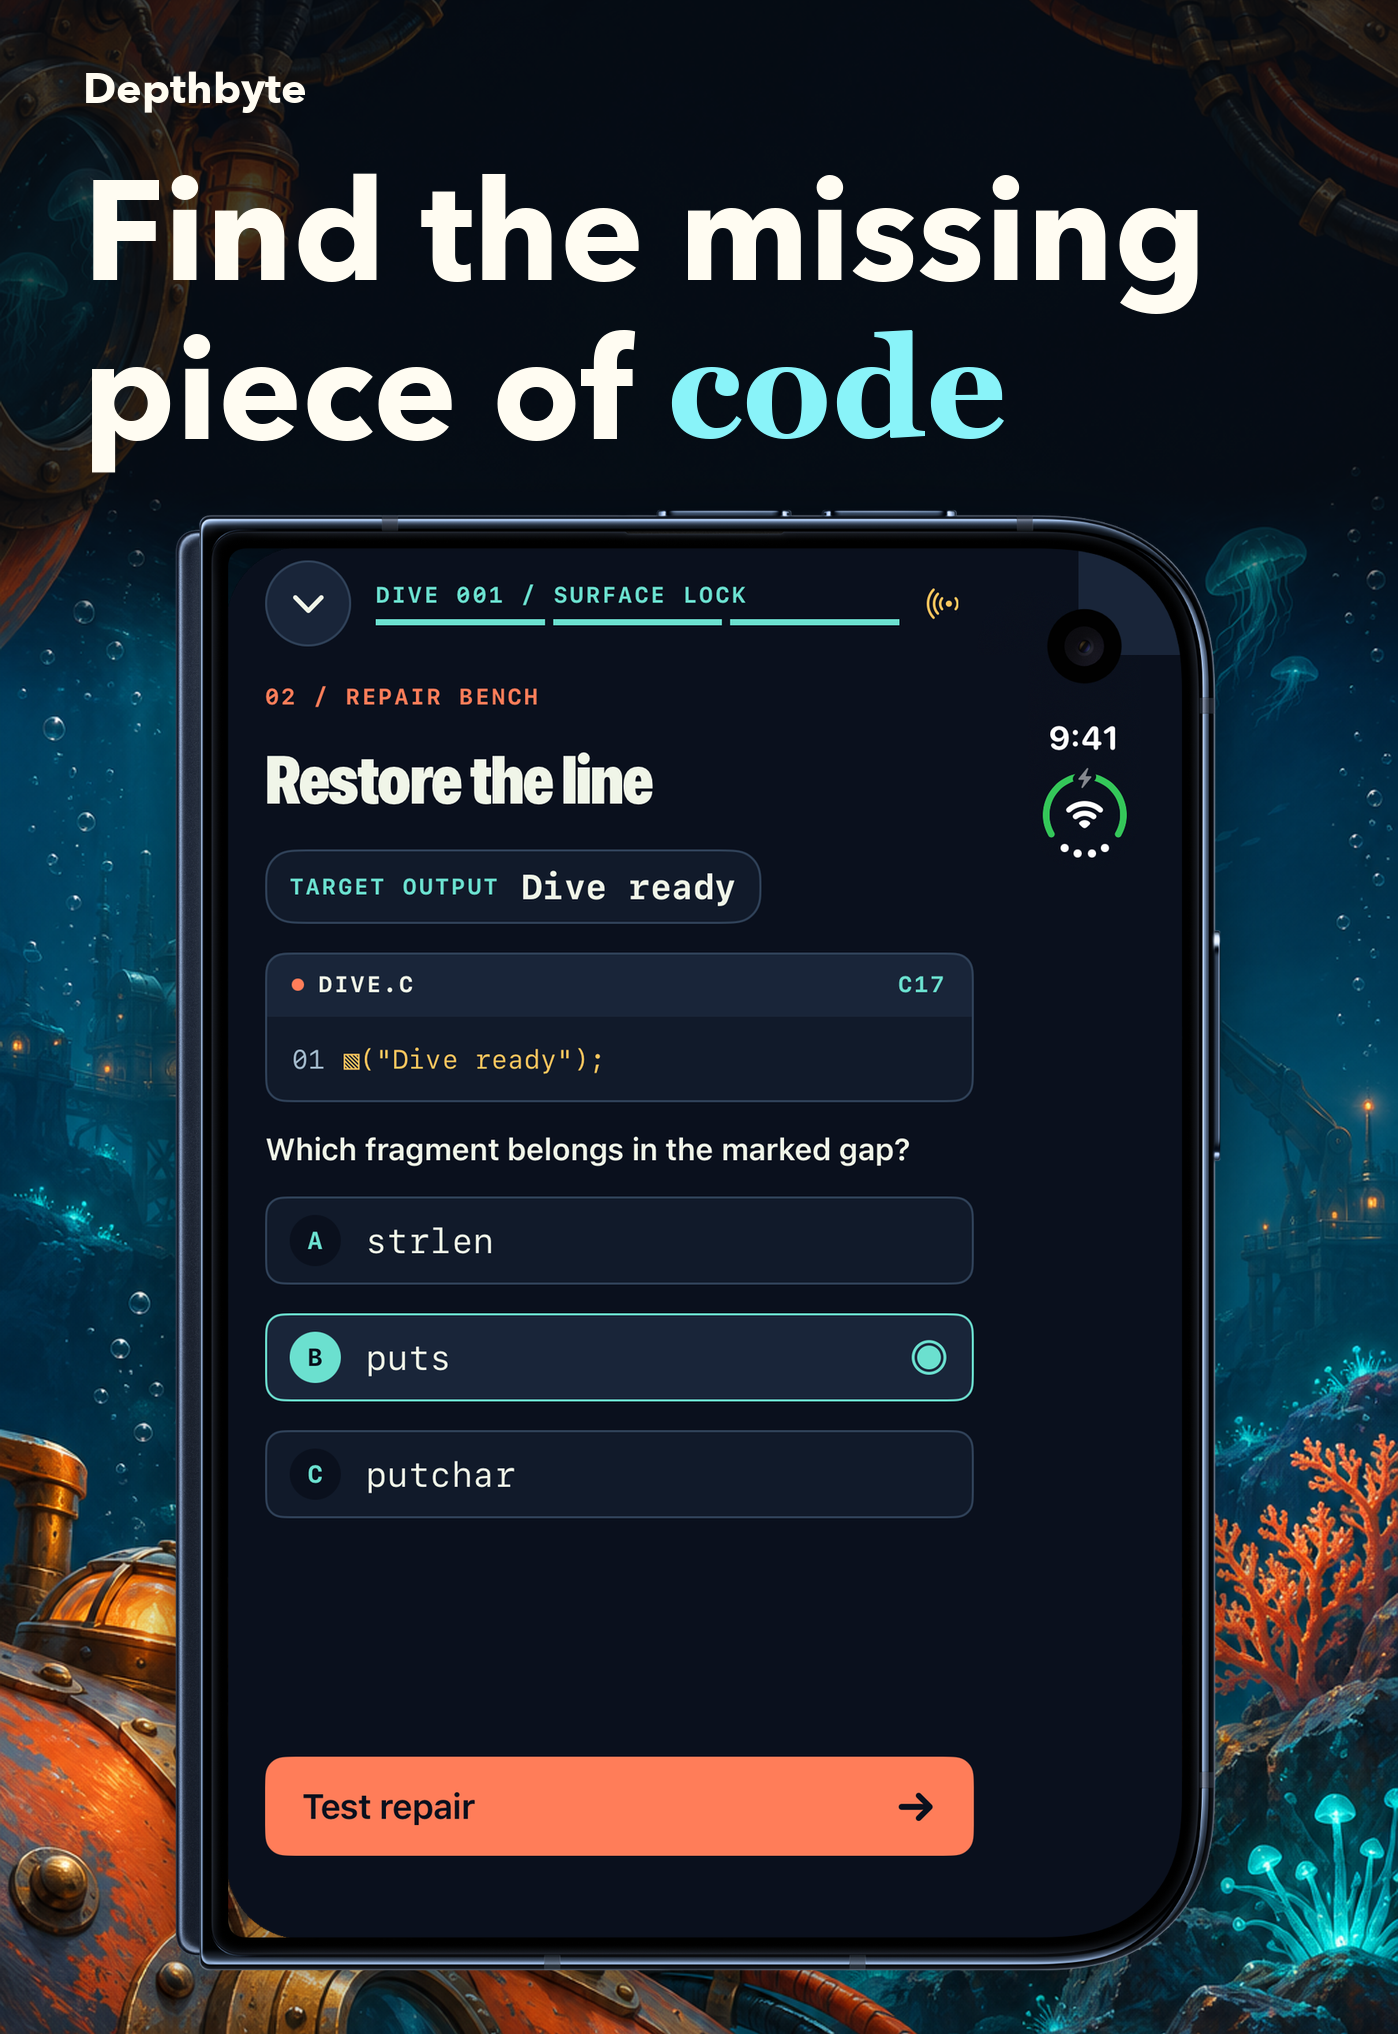 Depthbyte
Find the missing
piece of code
DIVE 001 / SURFACE LOCK
02 / REPAIR BENCH
9:41
Restore the line
TARGET OUTPUT Dive ready
DIVE.C C17
01 ▧("Dive ready");
Which fragment belongs in the marked gap?
A strlen
B puts
C putchar
Test repair →